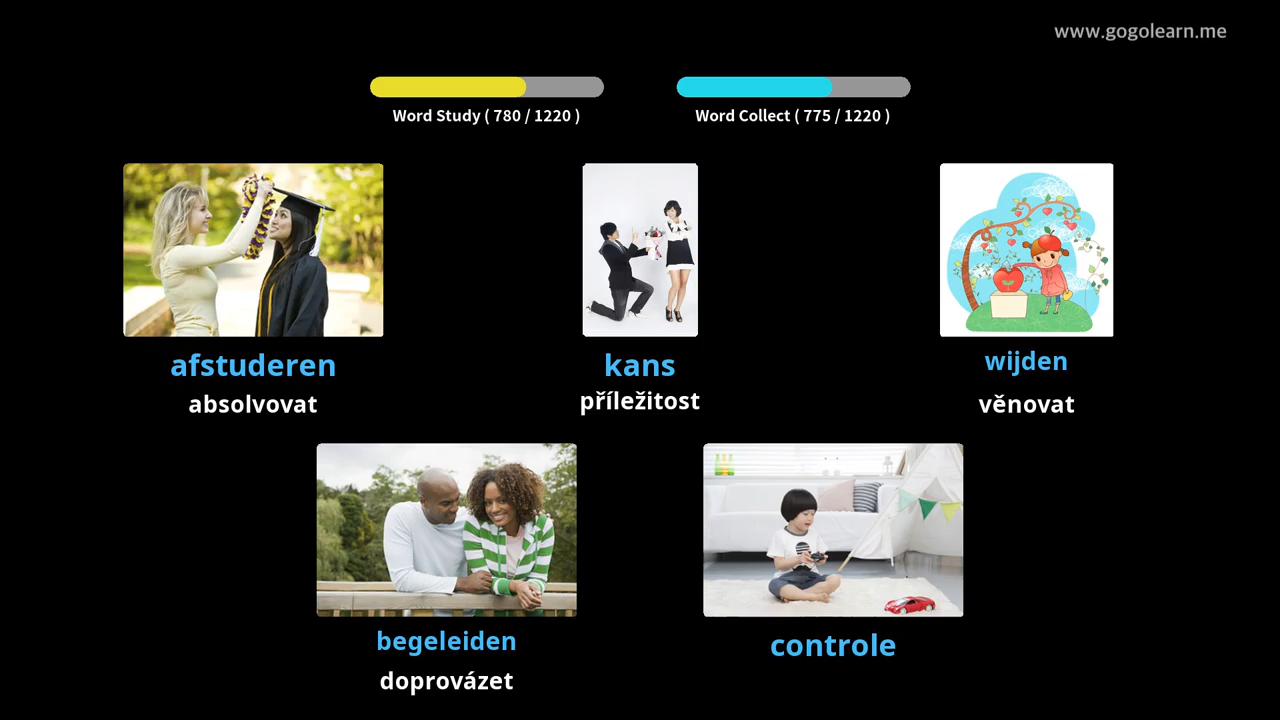 www.gogolearn.me
Word Study ( 780 / 1220 )
Word Collect ( 775 / 1220 )
afstuderen
absolvovat
kans
příležitost
wijden
věnovat
begeleiden
doprovázet
controle